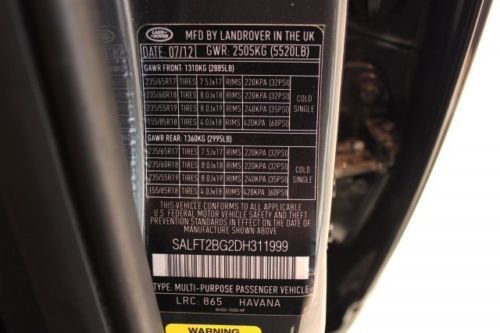 LAND ROVER
MFD BY LANDROVER IN THE UK
DATE: 07/12 GWR: 2505KG (5520LB)
GAWR FRONT: 1310KG (2885LB)
235/65R17 TIRES 7.5Jx17 RIMS 220KPA (32PSI)
235/60R18 TIRES 8.0Jx18 RIMS 220KPA (32PSI) COLD
235/55R19 TIRES 8.0Jx19 RIMS 240KPA (35PSI) SINGLE
155/85R18 TIRES 4.0Jx18 RIMS 420KPA (60PSI)
GAWR REAR: 1360KG (2995LB)
235/65R17 TIRES 7.5Jx17 RIMS 220KPA (32PSI)
235/60R18 TIRES 8.0Jx18 RIMS 220KPA (32PSI) COLD
235/55R19 TIRES 8.0Jx19 RIMS 240KPA (35PSI) SINGLE
155/85R18 TIRES 4.0Jx18 RIMS 420KPA (60PSI)
THIS VEHICLE CONFORMS TO ALL APPLICABLE
U.S. FEDERAL MOTOR VEHICLE SAFETY AND THEFT
PREVENTION STANDARDS IN EFFECT ON THE DATE OF
MANUFACTURE SHOWN ABOVE
SALFT2BG2DH311999
TYPE: MULTI-PURPOSE PASSENGER VEHICLE
LRC: 865 HAVANA
WARNING